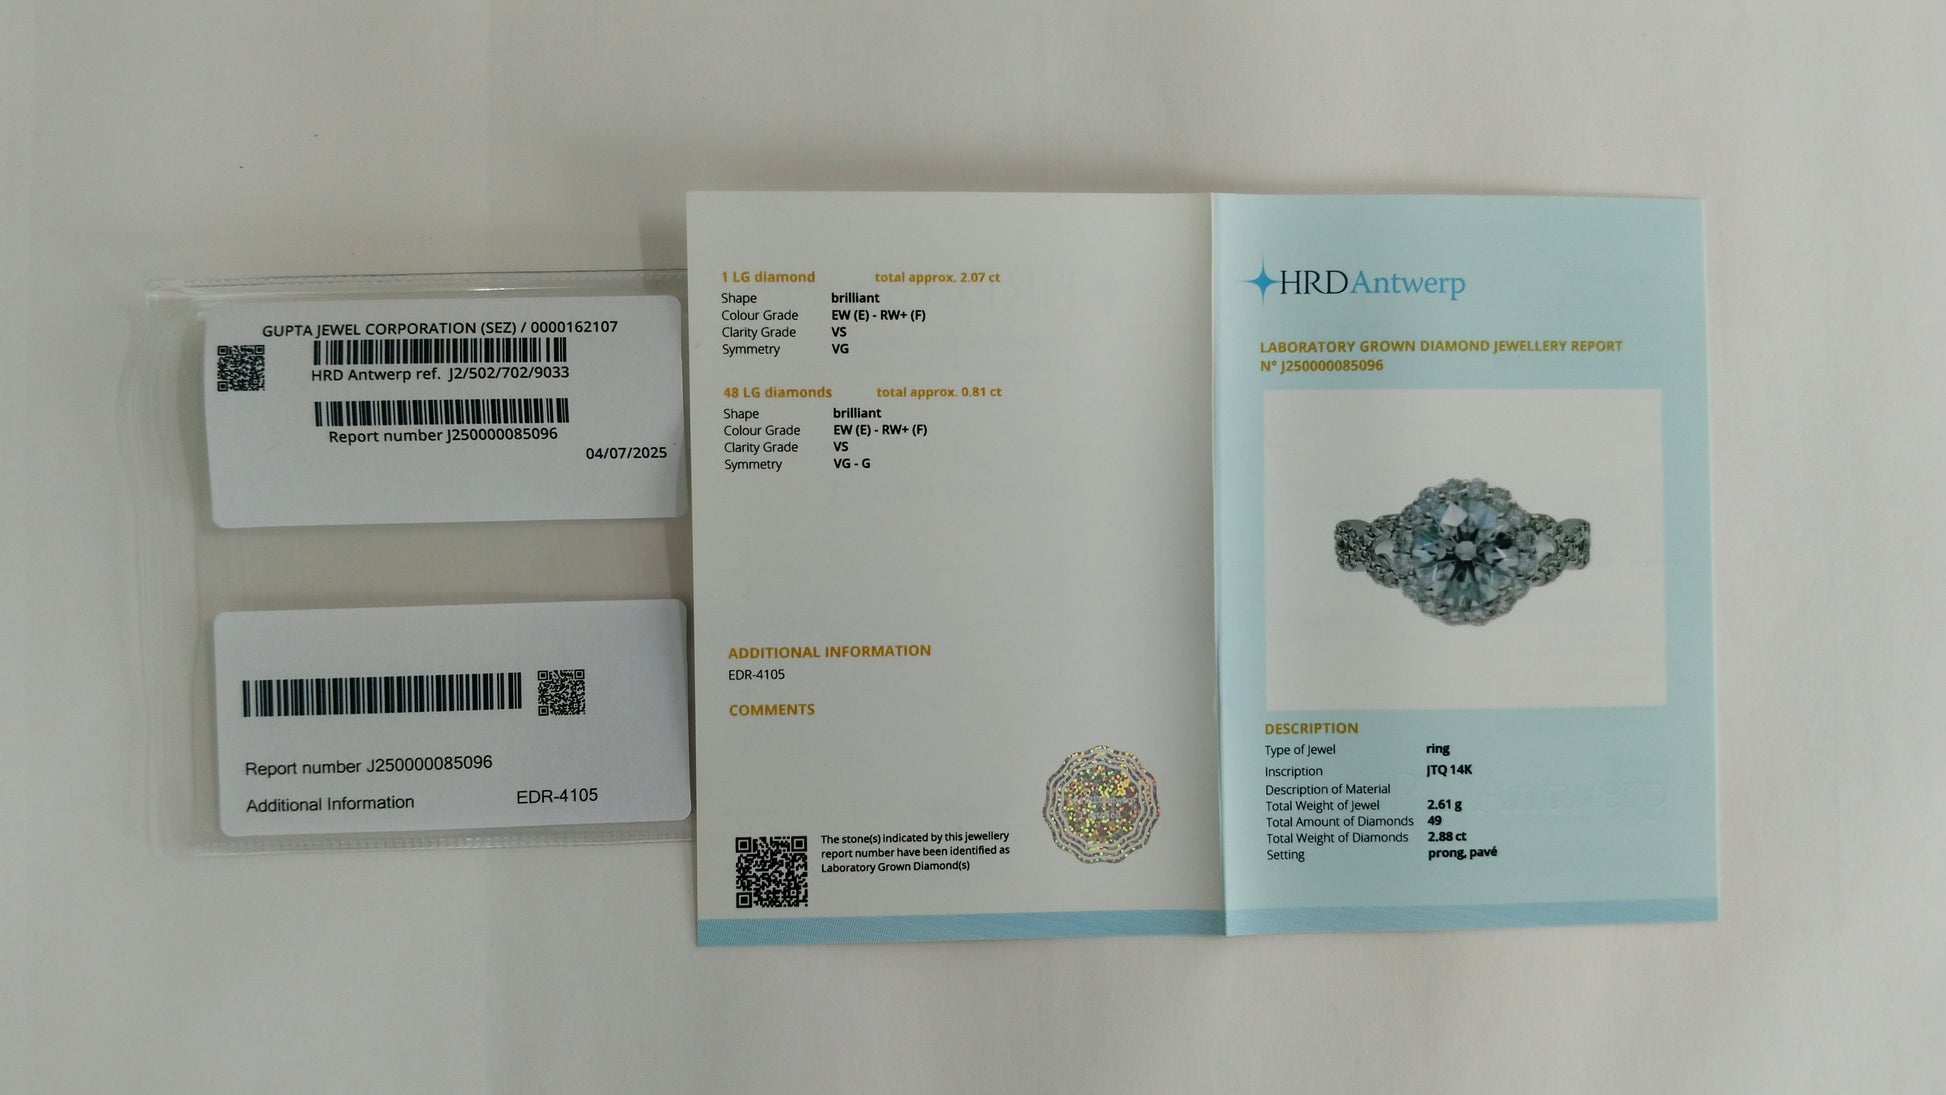 GUPTA JEWEL CORPORATION (SEZ) / 0000162107
HRD Antwerp ref. J2/502/702/9033
Report number J250000085096
04/07/2025
Report number J250000085096
Additional Information EDR-4105
1 LG diamond total approx. 2.07 ct
Shape brilliant
Colour Grade EW (E) - RW+ (F)
Clarity Grade VS
Symmetry VG
48 LG diamonds total approx. 0.81 ct
Shape brilliant
Colour Grade EW (E) - RW+ (F)
Clarity Grade VS
Symmetry VG - G
ADDITIONAL INFORMATION
EDR-4105
COMMENTS
The stone(s) indicated by this jewellery
report number have been identified as
Laboratory Grown Diamond(s)
HRD Antwerp
LABORATORY GROWN DIAMOND JEWELLERY REPORT
N° J250000085096
DESCRIPTION
Type of Jewel ring
Inscription JTQ 14K
Description of Material
Total Weight of Jewel 2.61 g
Total Amount of Diamonds 49
Total Weight of Diamonds 2.88 ct
Setting prong, pavé